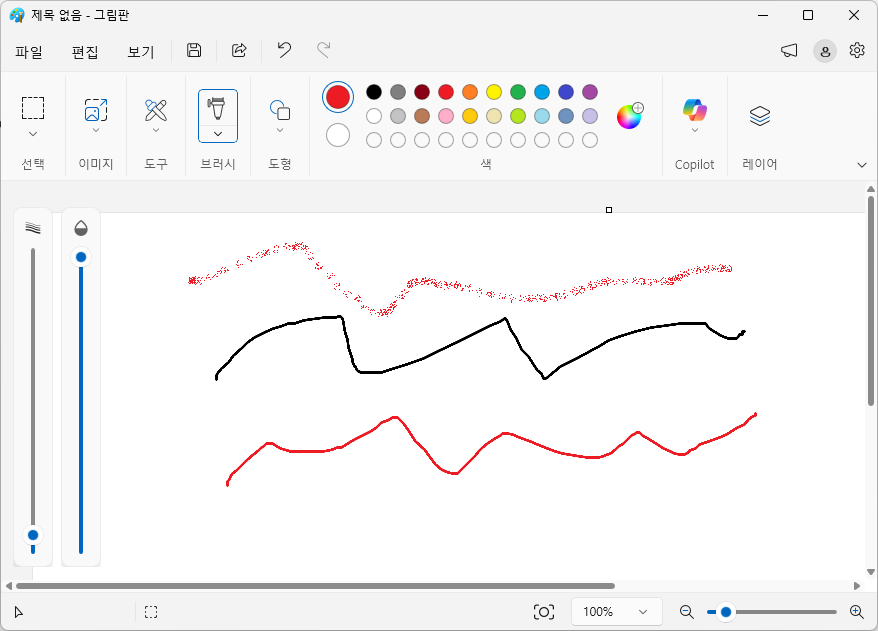 제목 없음 - 그림판
파일 편집 보기
선택 이미지 도구 브러시 도형 색 Copilot 레이어
100%